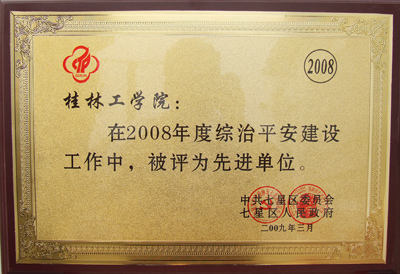 2008
桂林工学院：
在2008年度综治平安建设
工作中，被评为先进单位。
中共七星区委员会
七星区人民政府
二00九年三月